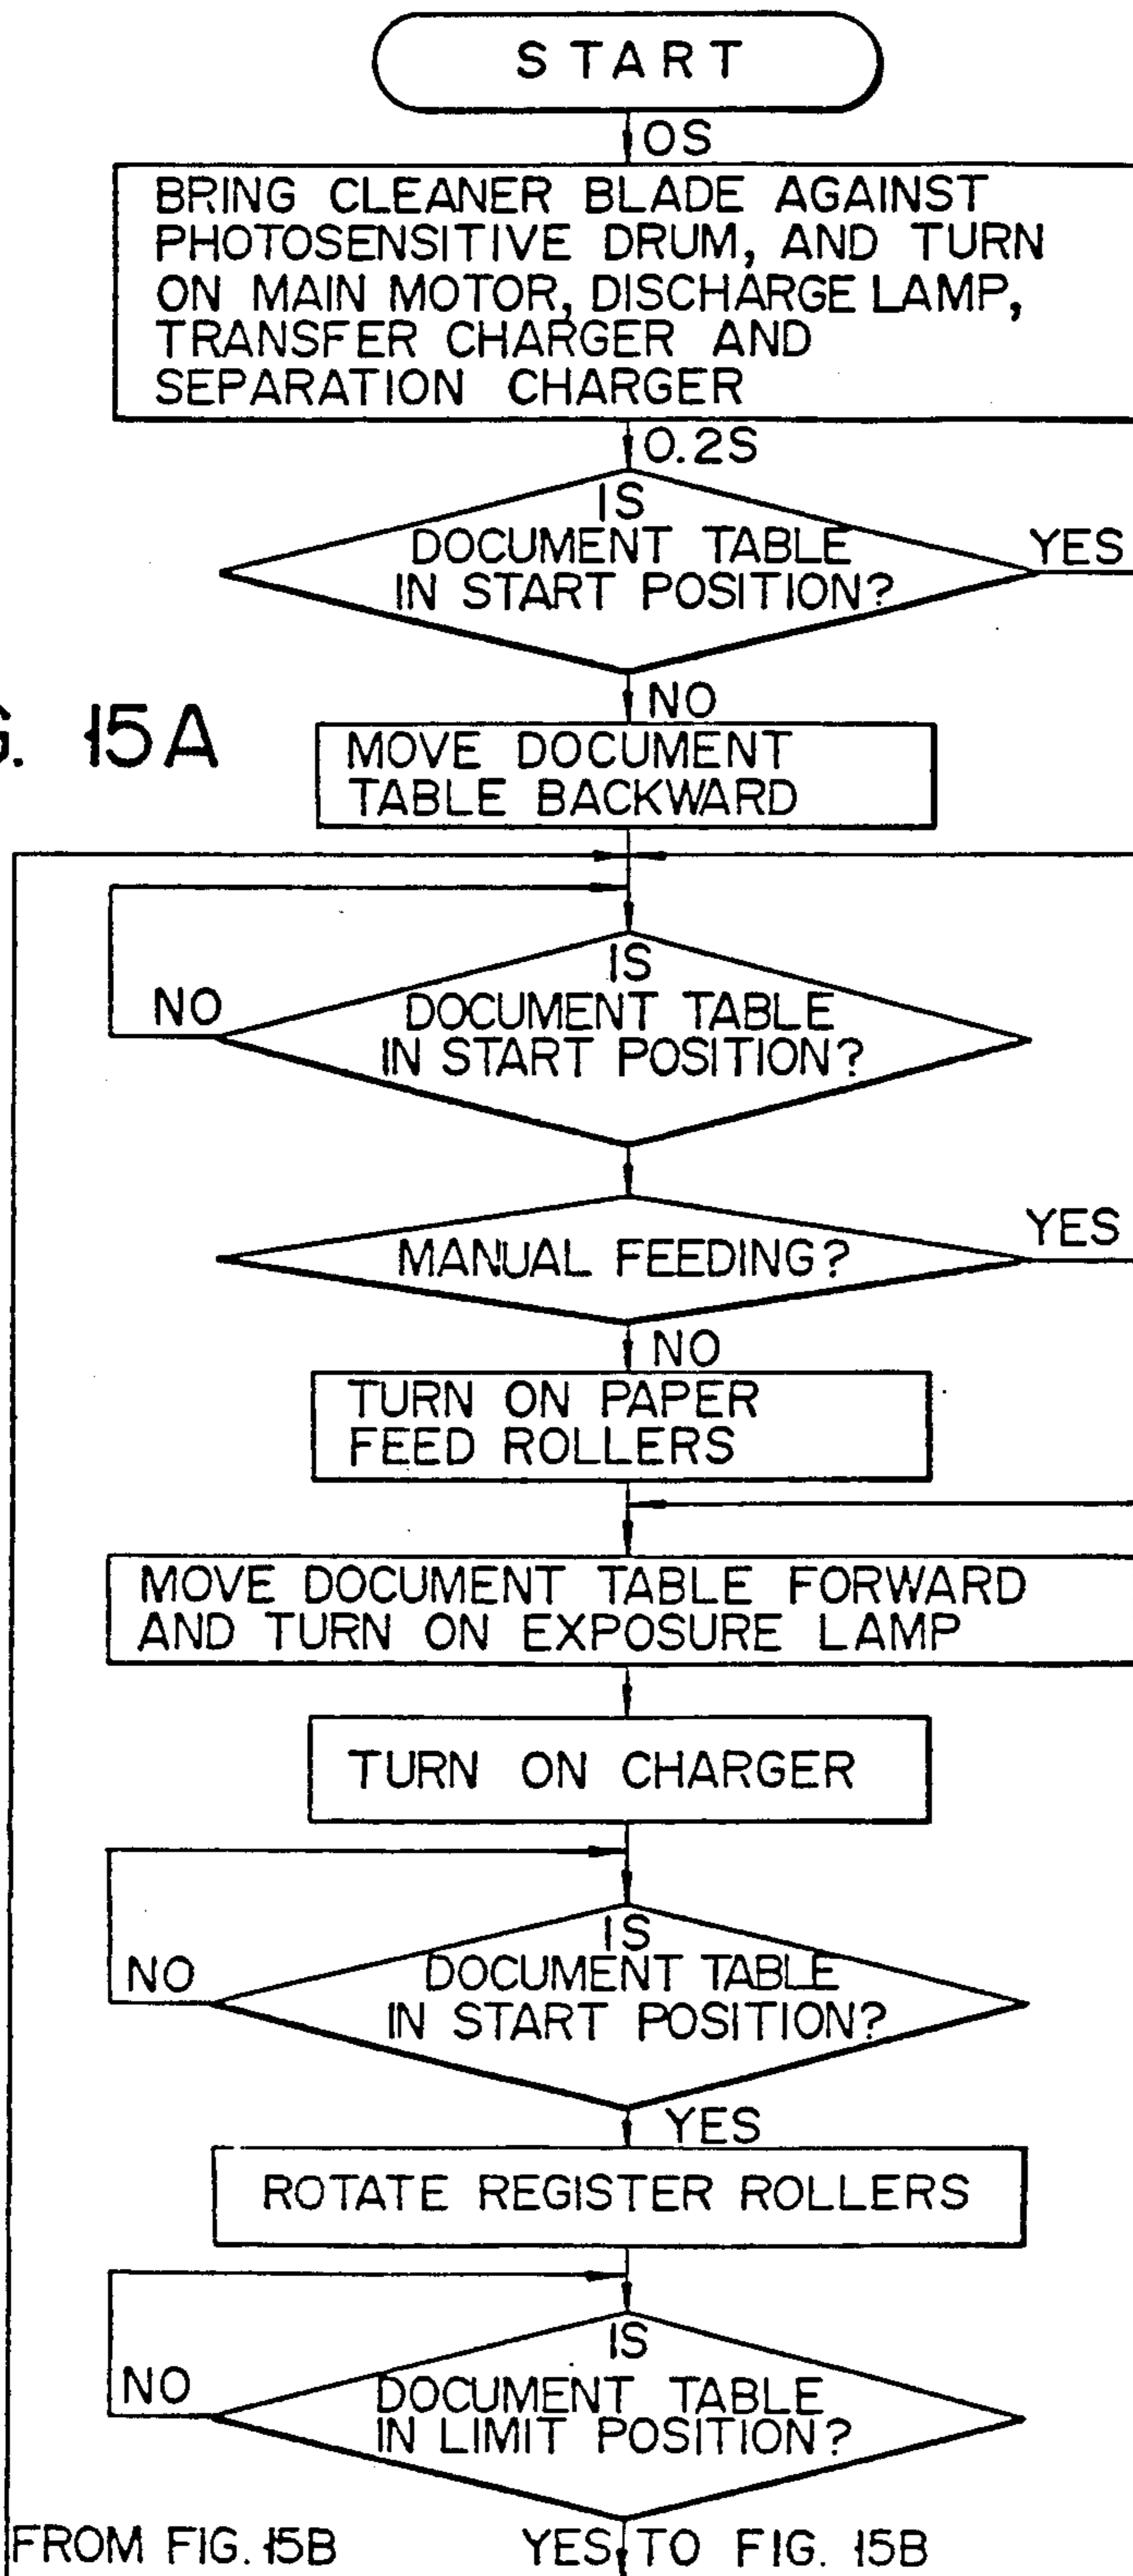 START
0S
BRING CLEANER BLADE AGAINST
PHOTOSENSITIVE DRUM, AND TURN
ON MAIN MOTOR, DISCHARGE LAMP,
TRANSFER CHARGER AND
SEPARATION CHARGER
0.2S
IS
DOCUMENT TABLE
IN START POSITION?
YES
NO
G. 15A
MOVE DOCUMENT
TABLE BACKWARD
IS
DOCUMENT TABLE
IN START POSITION?
NO
MANUAL FEEDING?
YES
NO
TURN ON PAPER
FEED ROLLERS
MOVE DOCUMENT TABLE FORWARD
AND TURN ON EXPOSURE LAMP
TURN ON CHARGER
IS
DOCUMENT TABLE
IN START POSITION?
NO
YES
ROTATE REGISTER ROLLERS
IS
DOCUMENT TABLE
IN LIMIT POSITION?
NO
FROM FIG. 15B
YES TO FIG. 15B